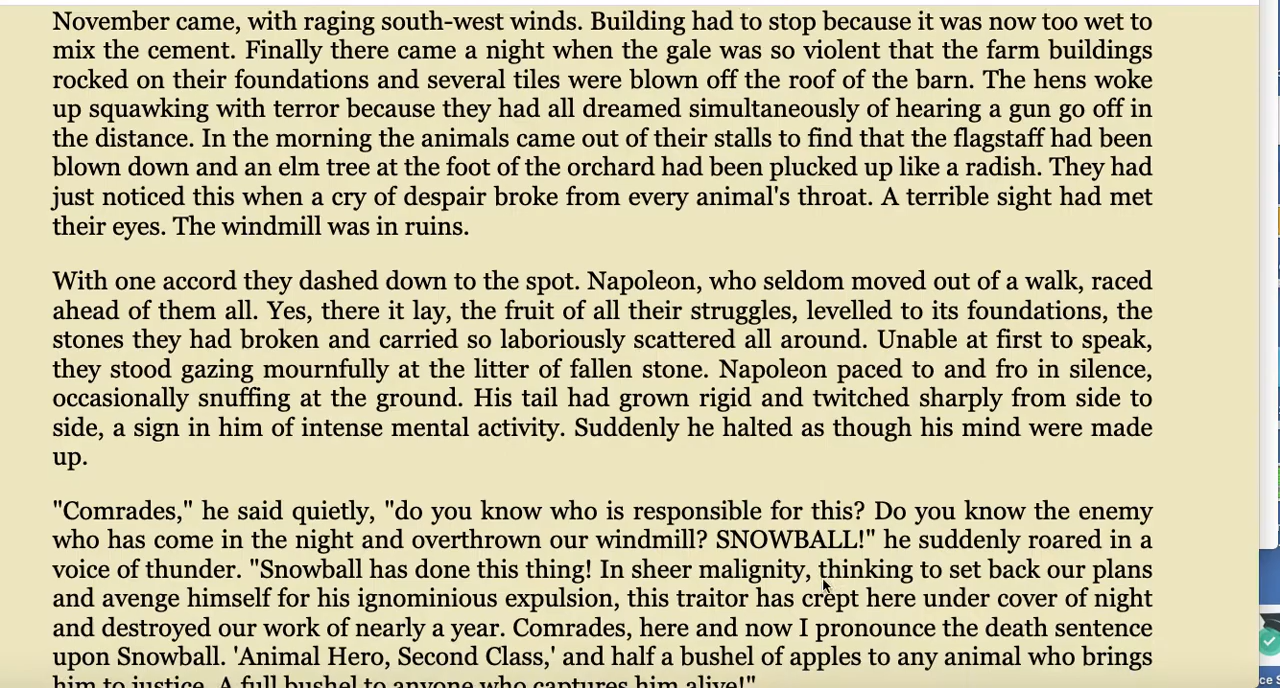 November came, with raging south-west winds. Building had to stop because it was now too wet to
mix the cement. Finally there came a night when the gale was so violent that the farm buildings
rocked on their foundations and several tiles were blown off the roof of the barn. The hens woke
up squawking with terror because they had all dreamed simultaneously of hearing a gun go off in
the distance. In the morning the animals came out of their stalls to find that the flagstaff had been
blown down and an elm tree at the foot of the orchard had been plucked up like a radish. They had
just noticed this when a cry of despair broke from every animal's throat. A terrible sight had met
their eyes. The windmill was in ruins.
With one accord they dashed down to the spot. Napoleon, who seldom moved out of a walk, raced
ahead of them all. Yes, there it lay, the fruit of all their struggles, levelled to its foundations, the
stones they had broken and carried so laboriously scattered all around. Unable at first to speak,
they stood gazing mournfully at the litter of fallen stone. Napoleon paced to and fro in silence,
occasionally snuffing at the ground. His tail had grown rigid and twitched sharply from side to
side, a sign in him of intense mental activity. Suddenly he halted as though his mind were made
up.
"Comrades," he said quietly, "do you know who is responsible for this? Do you know the enemy
who has come in the night and overthrown our windmill? SNOWBALL!" he suddenly roared in a
voice of thunder. "Snowball has done this thing! In sheer malignity, thinking to set back our plans
and avenge himself for his ignominious expulsion, this traitor has crept here under cover of night
and destroyed our work of nearly a year. Comrades, here and now I pronounce the death sentence
upon Snowball. 'Animal Hero, Second Class,' and half a bushel of apples to any animal who brings
him to justice. A full bushel to anyone who captures him alive!"
ce S